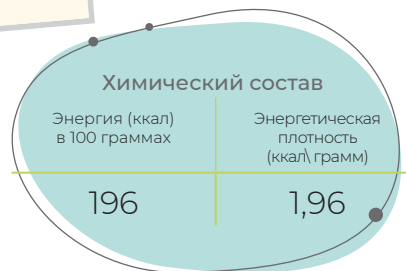 Химический состав
Энергия (ккал)
в 100 граммах
Энергетическая
плотность
(ккал\ грамм)
196
1,96